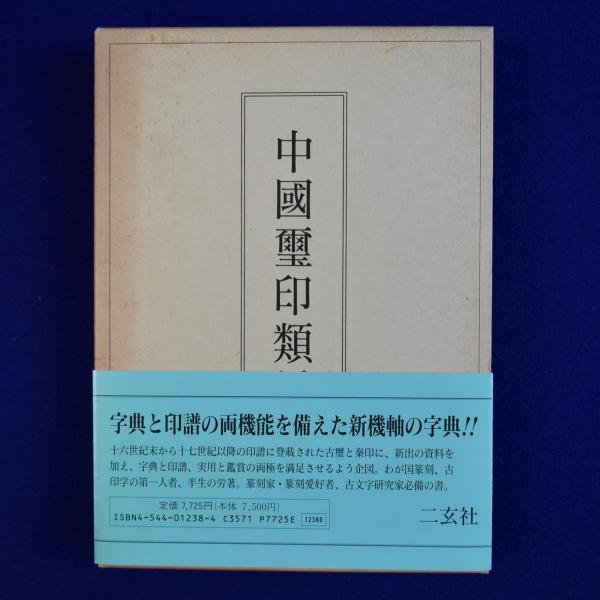 中國璽印類
字典と印譜の両機能を備えた新機軸の字典!!
十六世紀末から十七世紀以降の印譜に登載された古璽と秦印に、新出の資料を
加え、字典と印譜、実用と鑑賞の両極を満足させるよう企図。わが国篆刻、古
印学の第一人者、半生の労著。篆刻家・篆刻愛好者、古文字研究家必備の書。
定価 7,725円(本体 7,500円)
ISBN4-544-01238-4 C3571 P7725E 12380
二玄社